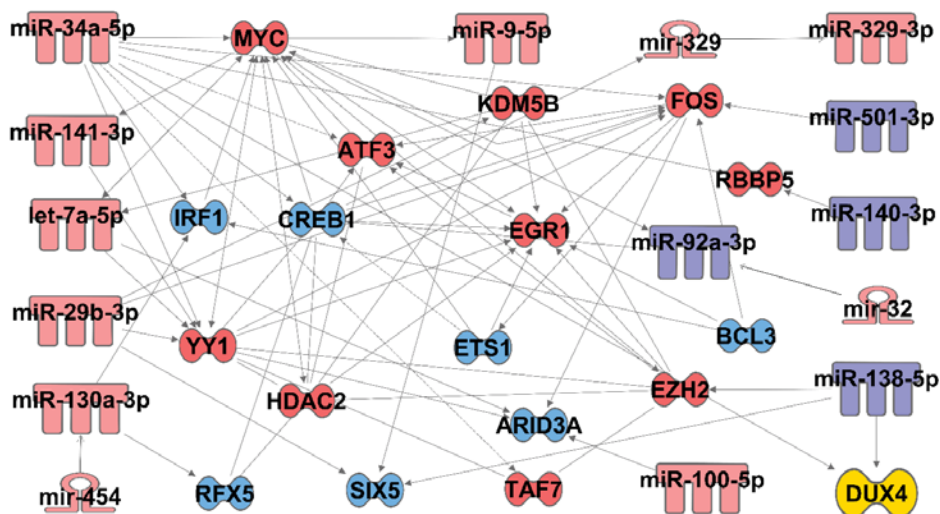 miR-34a-5p
MYC
miR-9-5p
mir-329
miR-329-3p
KDM5B
FOS
miR-501-3p
miR-141-3p
ATF3
RBBP5
let-7a-5p
IRF1
CREB1
EGR1
miR-92a-3p
miR-140-3p
miR-29b-3p
YY1
ETS1
BCL3
mir-32
miR-130a-3p
HDAC2
ARID3A
EZH2
miR-138-5p
mir-454
RFX5
SIX5
TAF7
miR-100-5p
DUX4